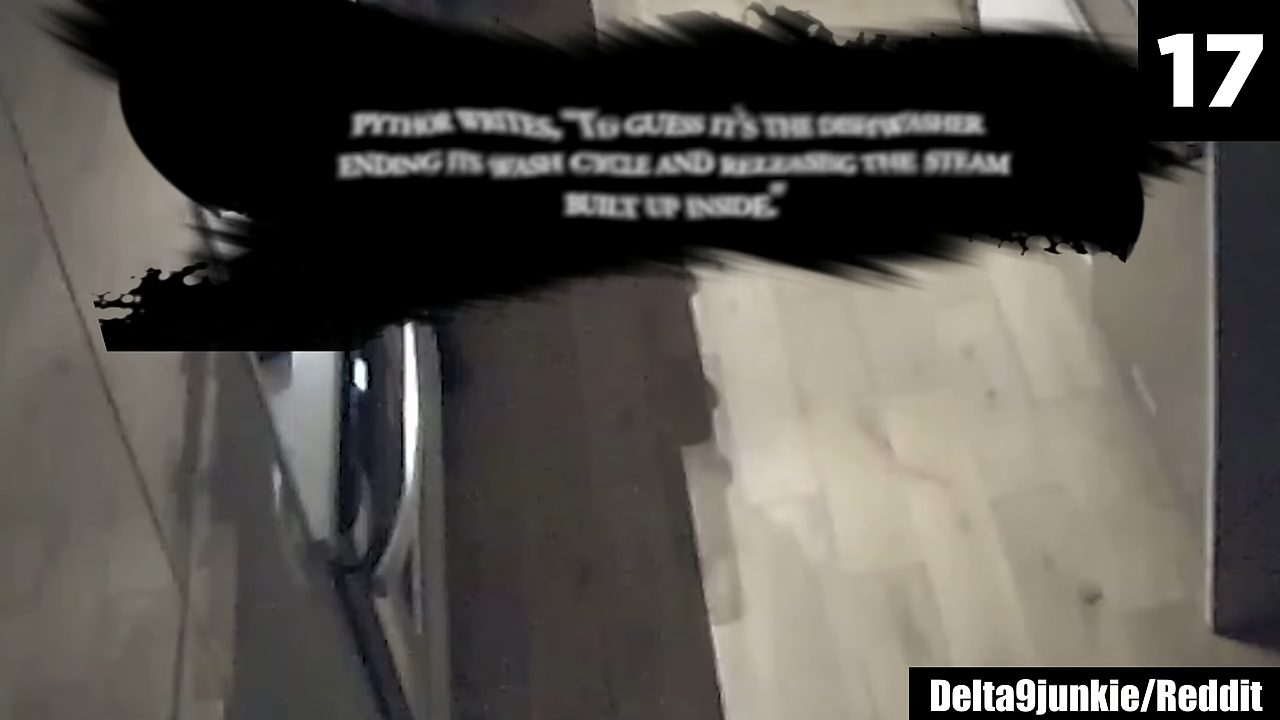 17
PYTHOR WRITES, "I'D GUESS IT'S THE DISHWASHER
ENDING ITS WASH CYCLE AND RELEASING THE STEAM
BUILT UP INSIDE."
Delta9junkie/Reddit